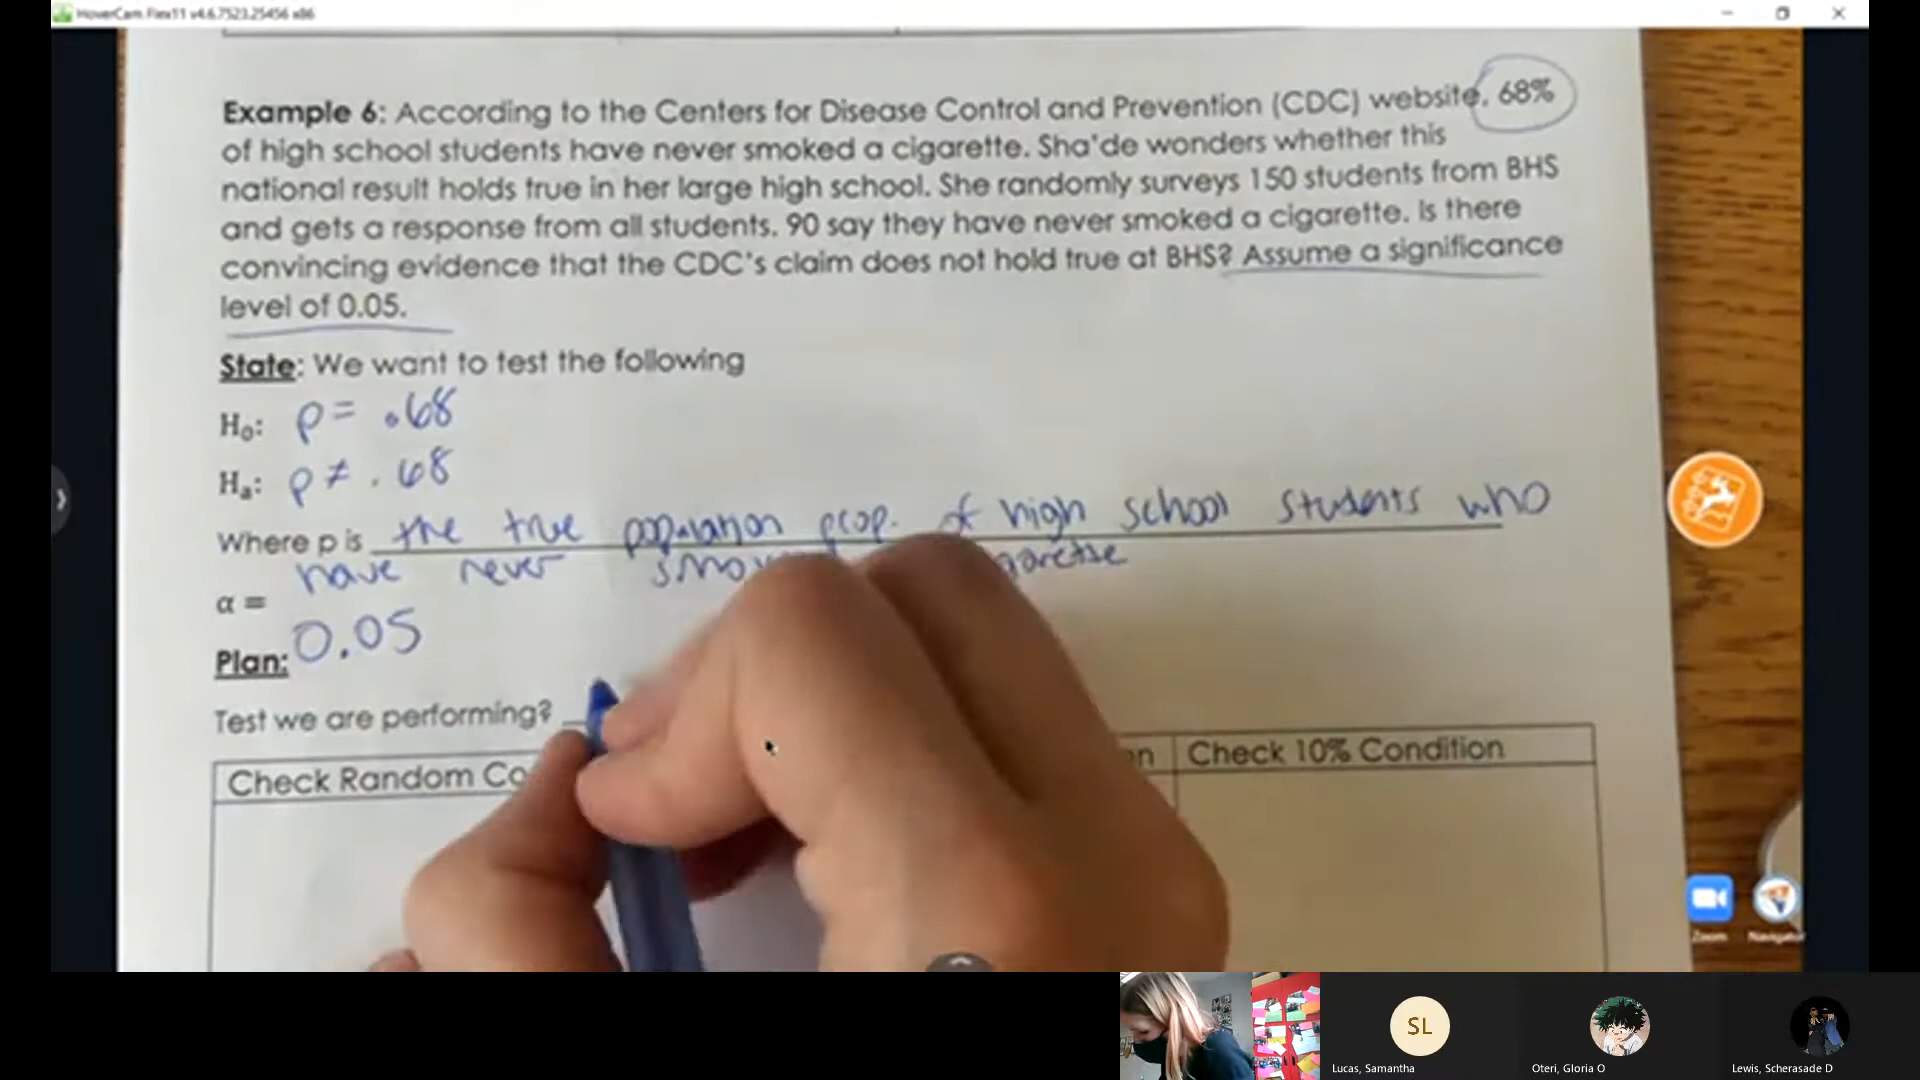 HoverCam Flex11 v4.6.7523.25456 x86
Example 6: According to the Centers for Disease Control and Prevention (CDC) website, 68%
of high school students have never smoked a cigarette. Sha'de wonders whether this
national result holds true in her large high school. She randomly surveys 150 students from BHS
and gets a response from all students. 90 say they have never smoked a cigarette. Is there
convincing evidence that the CDC's claim does not hold true at BHS? Assume a significance
level of 0.05.
State: We want to test the following
H₀: p = .68
Hₐ: p ≠ .68
Where p is the true population prop. of high school students who
have never
α =
0.05
Plan:
Test we are performing?
Check Random
Check 10% Condition
Zoom
Lucas, Samantha
SL
Oteri, Gloria O
Lewis, Scherasade D